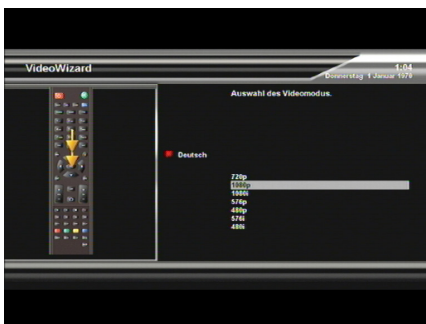 VideoWizard
1:04
Donnerstag 1 Januar 1970
Auswahl des Videomodus.
Deutsch
720p
1080p
1080i
576p
480p
576i
480i